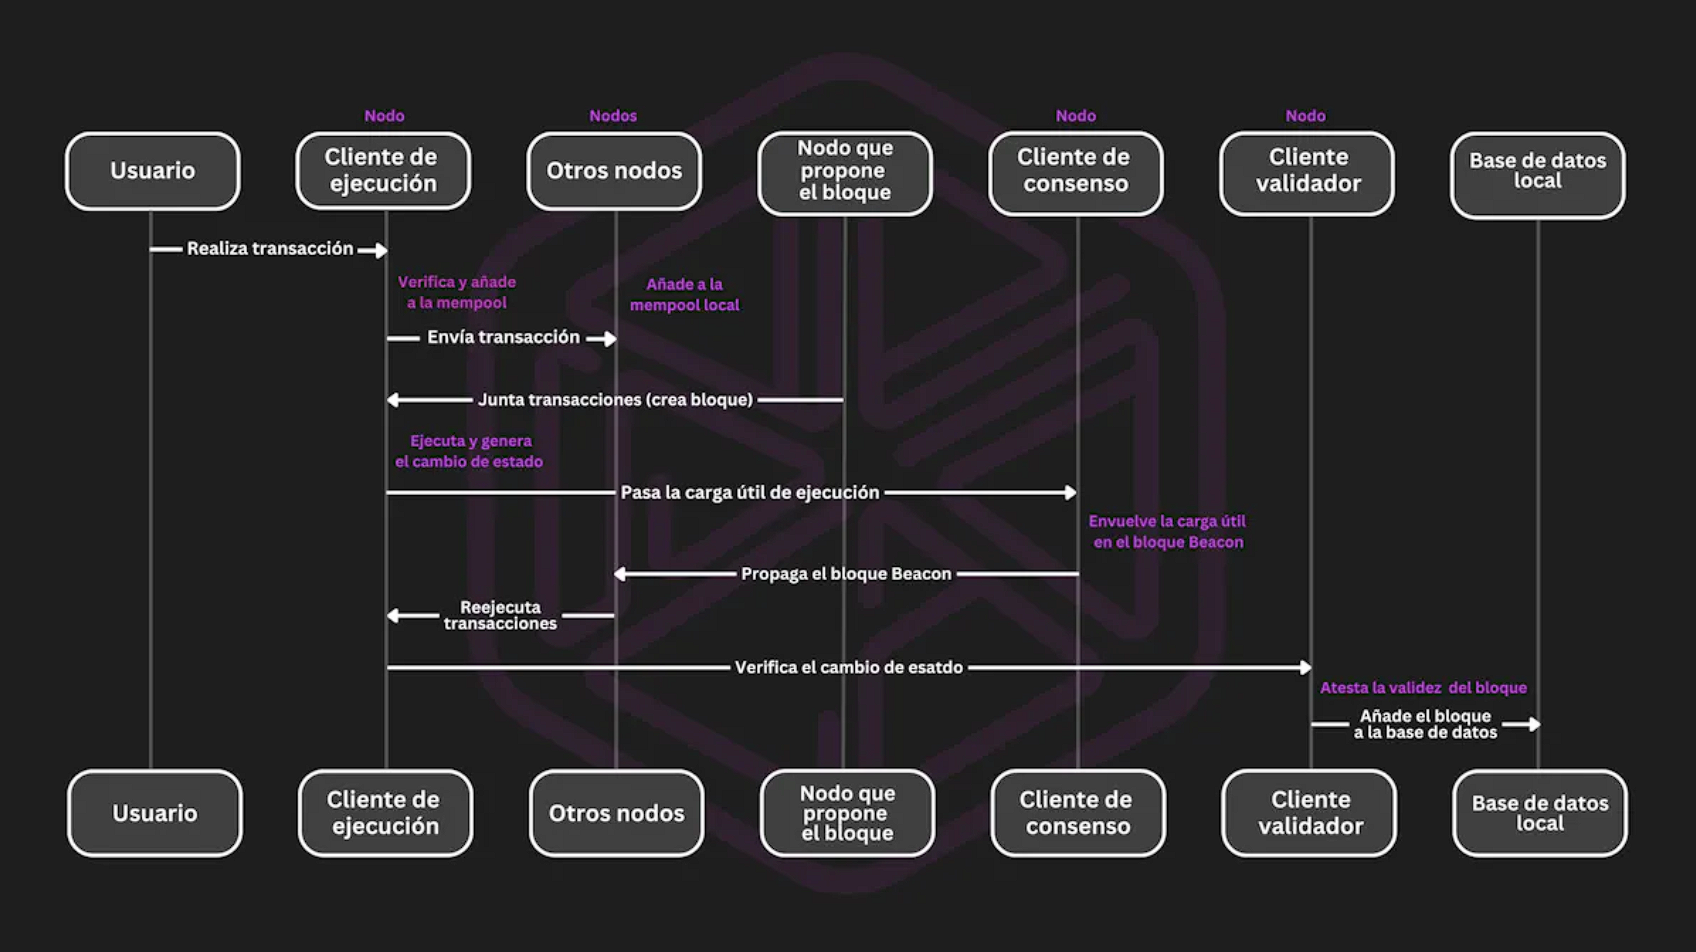 Nodo
Nodos
Nodo
Nodo
Usuario
Cliente de
ejecución
Otros nodos
Nodo que
propone
el bloque
Cliente de
consenso
Cliente
validador
Base de datos
local
Realiza transacción
Verifica y añade
a la mempool
Añade a la
mempool local
Envía transacción
Junta transacciones (crea bloque)
Ejecuta y genera
el cambio de estado
Pasa la carga útil de ejecución
Envuelve la carga útil
en el bloque Beacon
Propaga el bloque Beacon
Reejecuta
transacciones
Verifica el cambio de esatdo
Atesta la validez del bloque
Añade el bloque
a la base de datos
Usuario
Cliente de
ejecución
Otros nodos
Nodo que
propone
el bloque
Cliente de
consenso
Cliente
validador
Base de datos
local